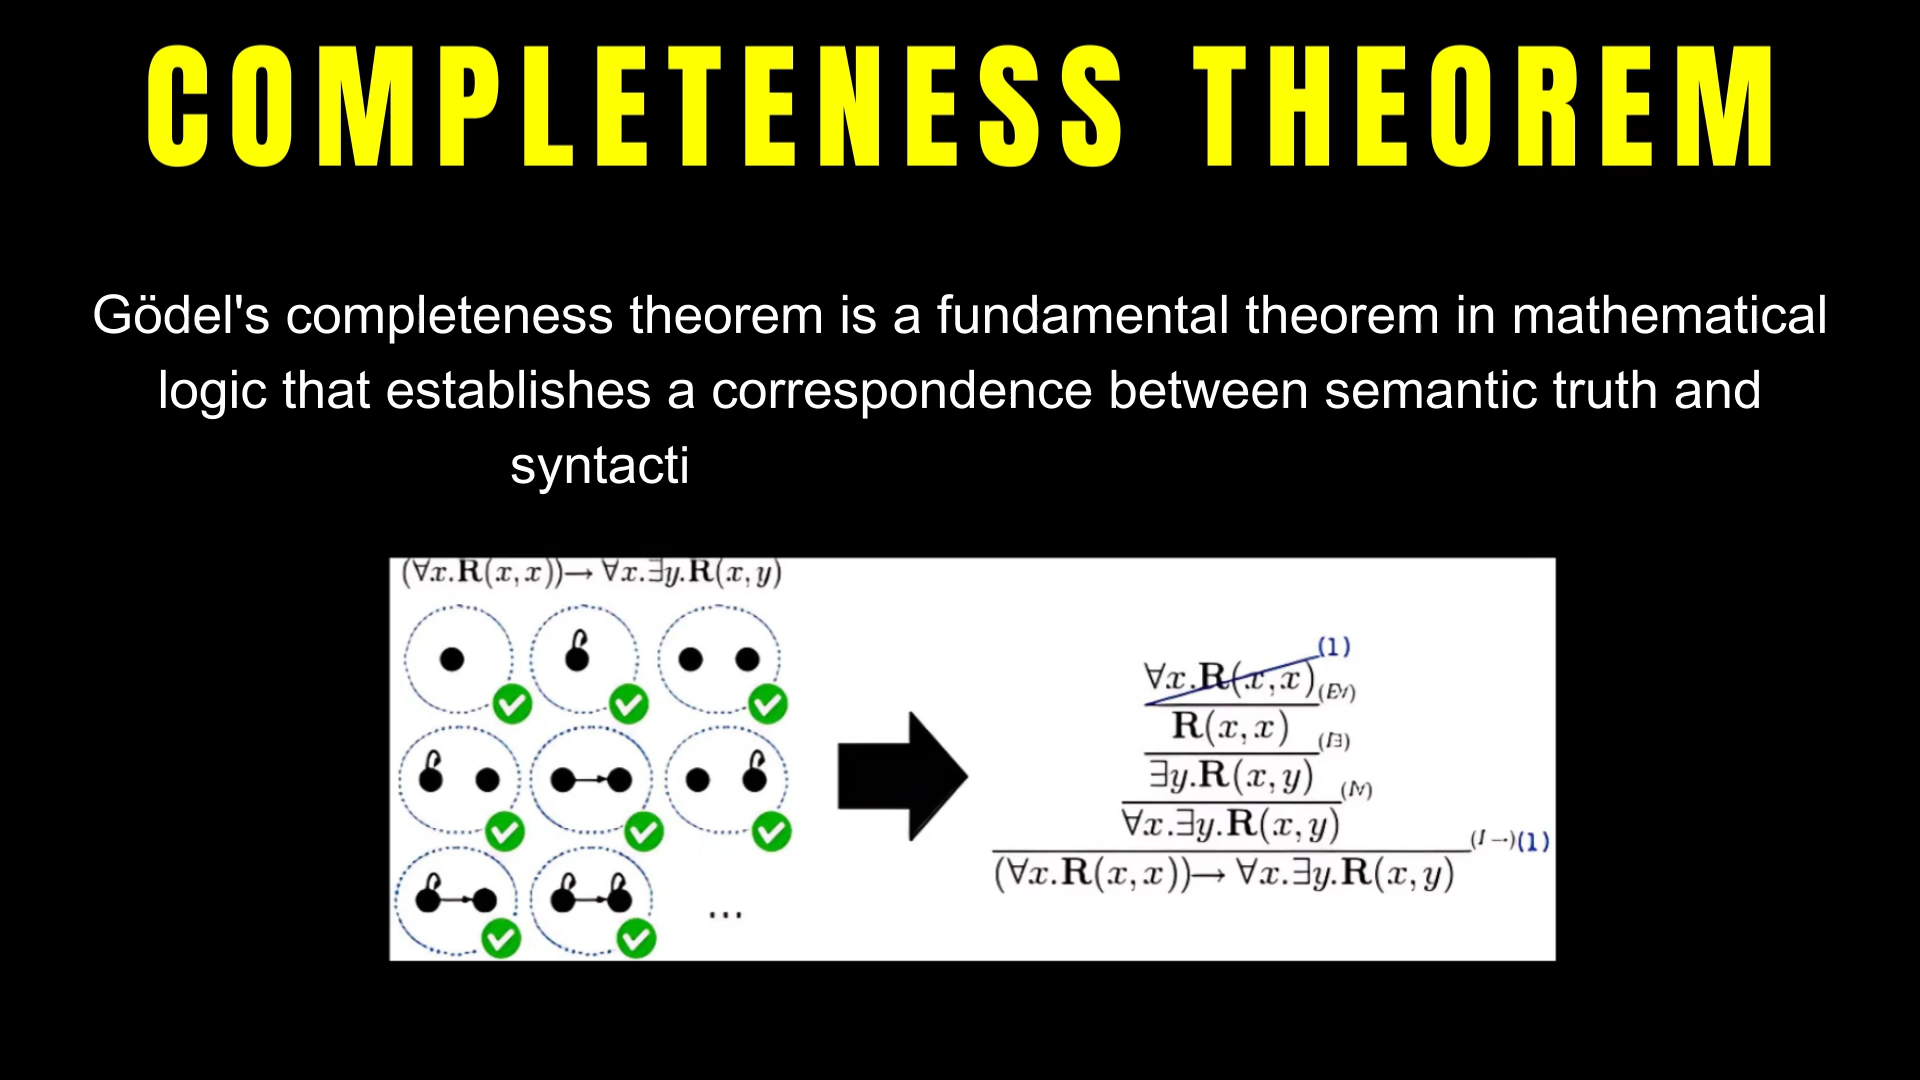 COMPLETENESS THEOREM
Gödel's completeness theorem is a fundamental theorem in mathematical
logic that establishes a correspondence between semantic truth and
syntacti
(∀x.R(x,x))→ ∀x.∃y.R(x,y)
...
(1)
∀x.R(x,x) (E∀)
R(x,x) (I∃)
∃y.R(x,y) (I∀)
∀x.∃y.R(x,y) (I→)(1)
(∀x.R(x,x))→ ∀x.∃y.R(x,y)